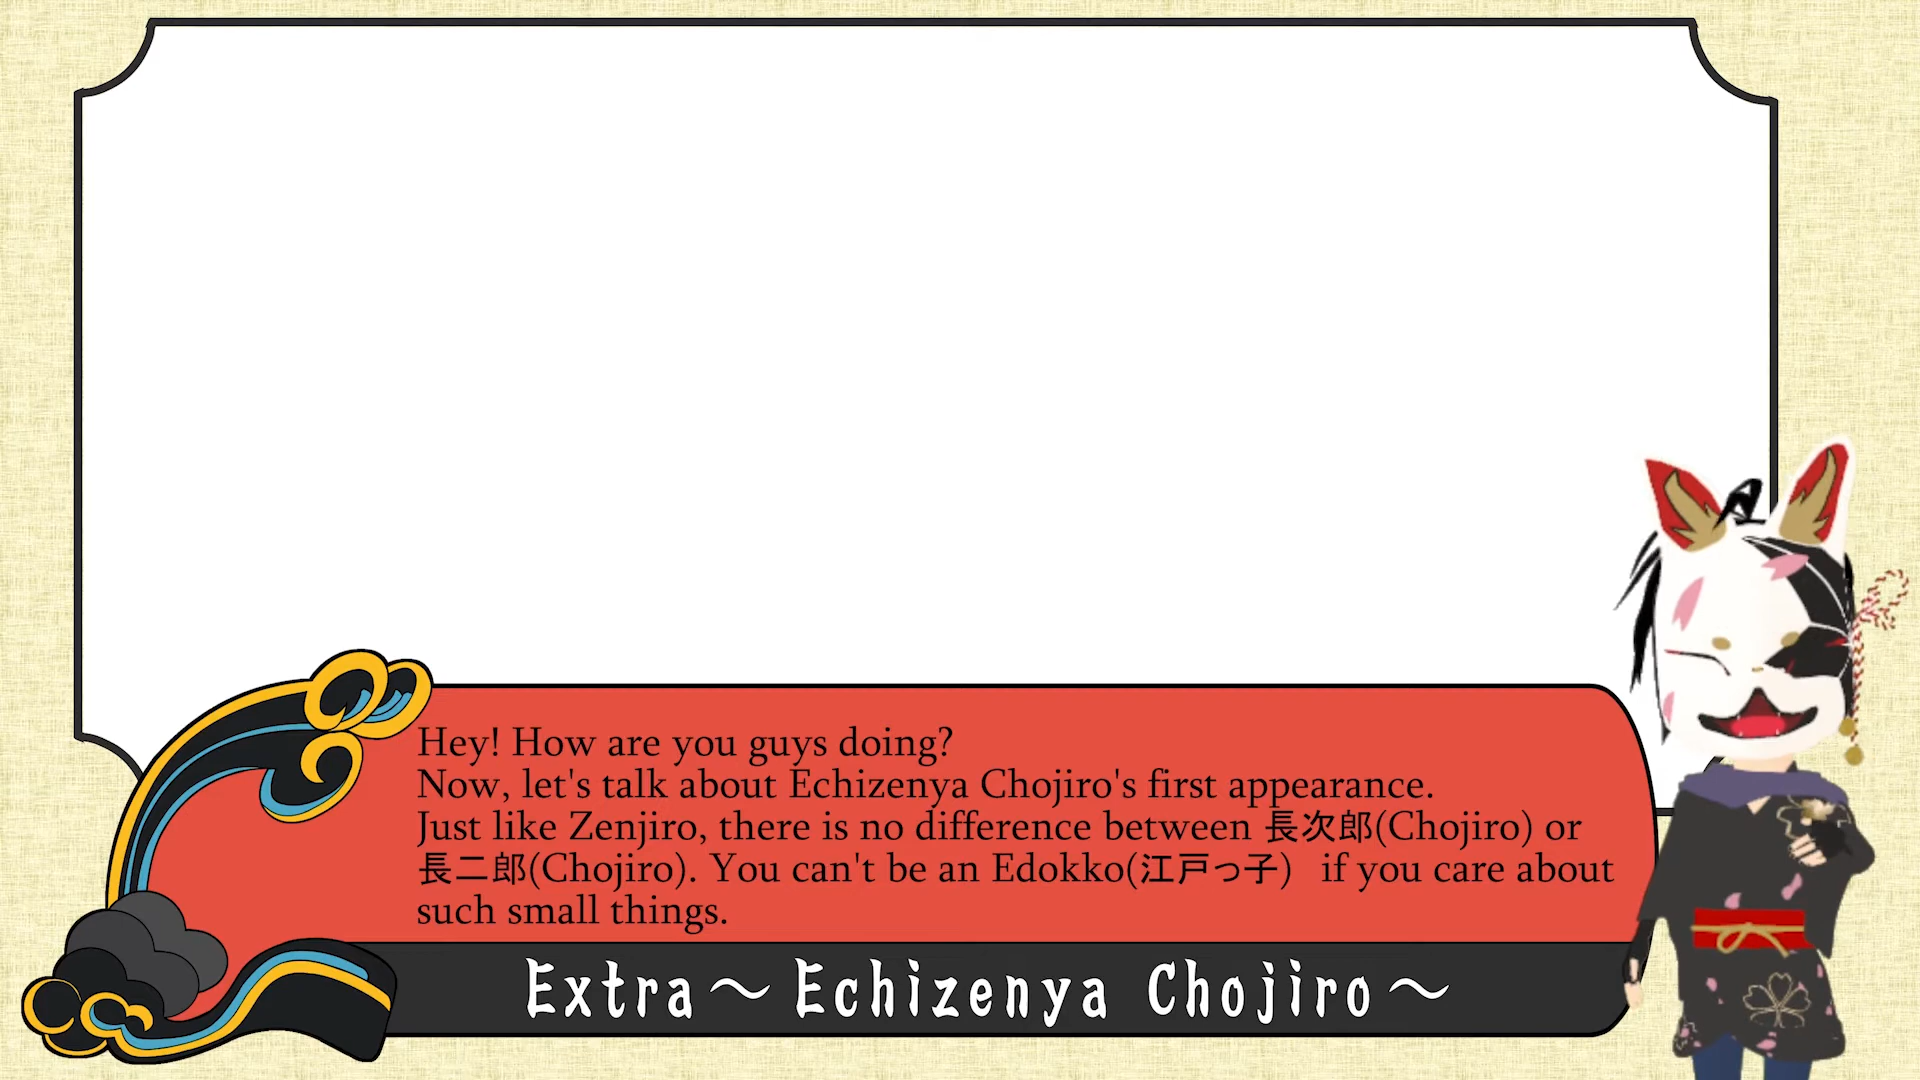 Hey! How are you guys doing?
Now, let's talk about Echizenya Chojiro's first appearance.
Just like Zenjiro, there is no difference between 長次郎(Chojiro) or
長二郎(Chojiro). You can't be an Edokko(江戸っ子)  if you care about
such small things.
Extra～Echizenya Chojiro～